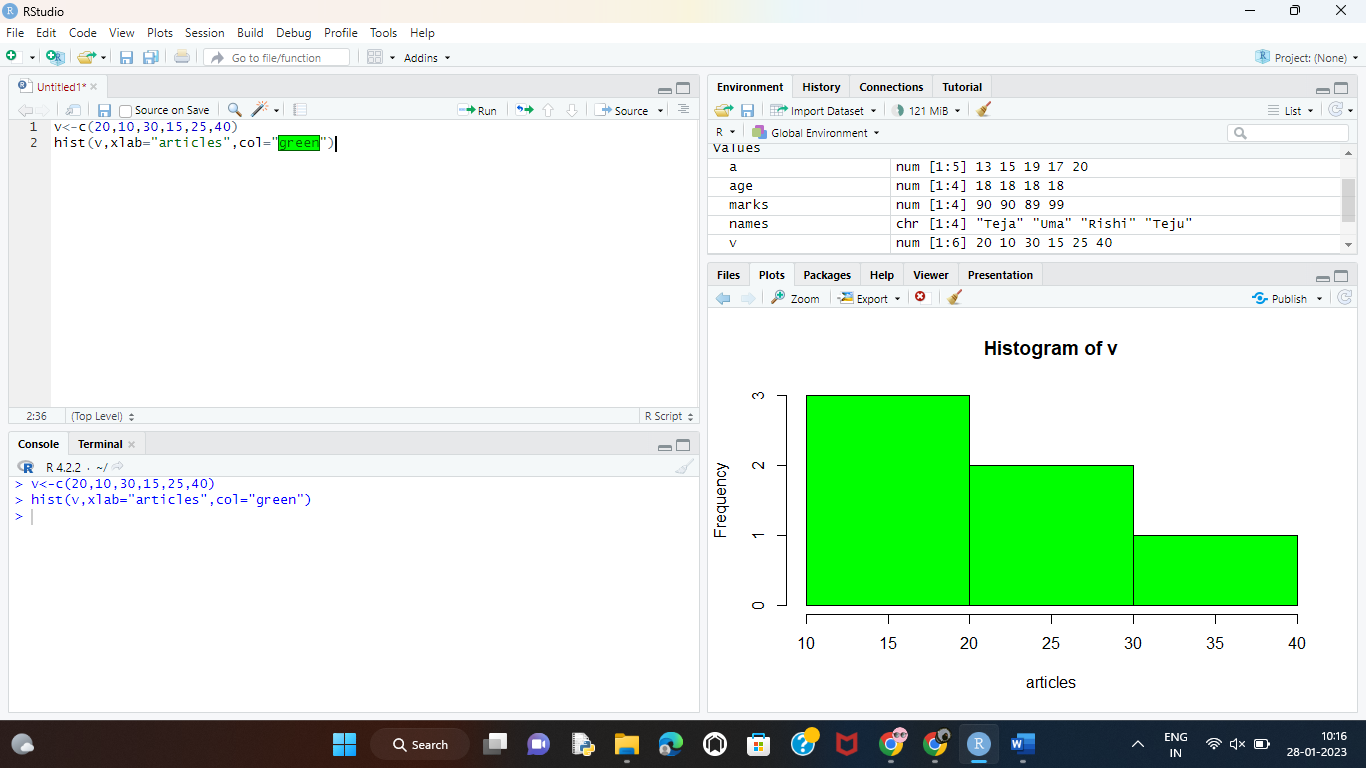 RStudio
File Edit Code View Plots Session Build Debug Profile Tools Help
Go to file/function Addins Project: (None)
Untitled1*
Source on Save Run Source
1 v<-c(20,10,30,15,25,40)
2 hist(v,xlab="articles",col="green")
2:36 (Top Level) R Script
Console Terminal
R 4.2.2 . ~/
> v<-c(20,10,30,15,25,40)
> hist(v,xlab="articles",col="green")
>
Environment History Connections Tutorial
Import Dataset 121 MiB List
R Global Environment
values
a num [1:5] 13 15 19 17 20
age num [1:4] 18 18 18 18
marks num [1:4] 90 90 89 99
names chr [1:4] "Teja" "Uma" "Rishi" "Teju"
v num [1:6] 20 10 30 15 25 40
Files Plots Packages Help Viewer Presentation
Zoom Export Publish
Histogram of v
Frequency
3
2
1
0
10 15 20 25 30 35 40
articles
Search
ENG
IN
10:16
28-01-2023